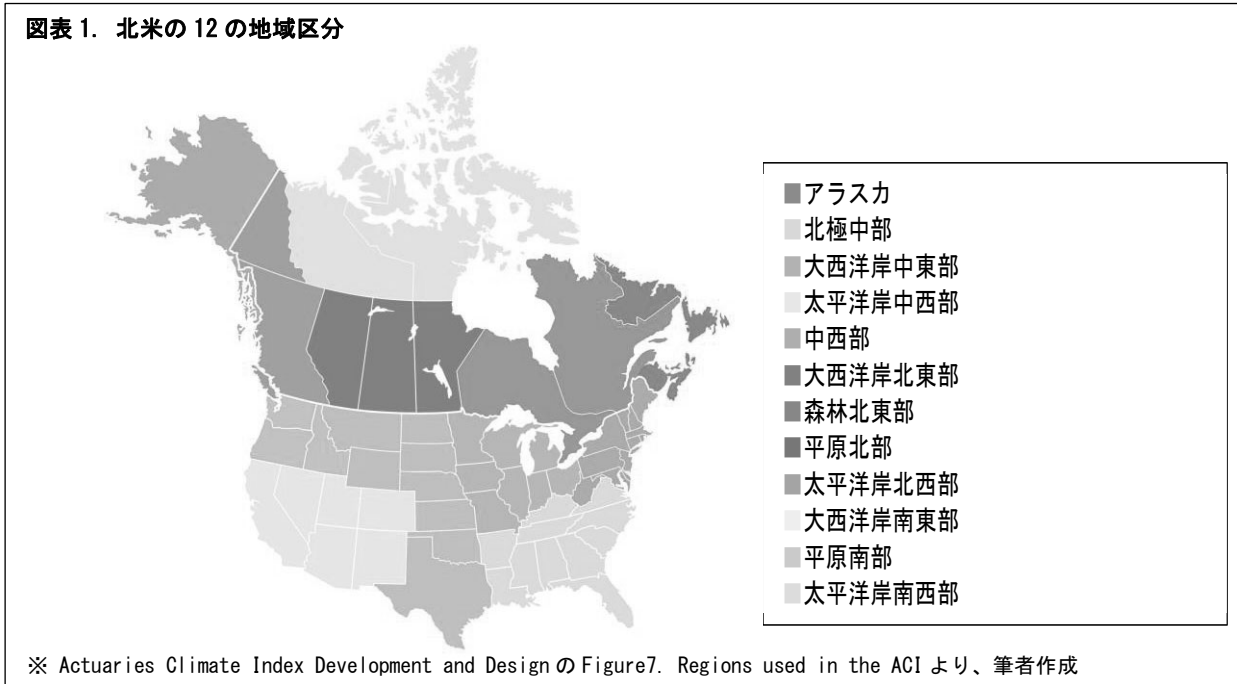 図表 1. 北米の 12 の地域区分
アラスカ
北極中部
大西洋岸中東部
太平洋岸中西部
中西部
大西洋岸北東部
森林北東部
平原北部
太平洋岸北西部
大西洋岸南東部
平原南部
太平洋岸南西部
※ Actuaries Climate Index Development and Design の Figure7. Regions used in the ACI より、筆者作成